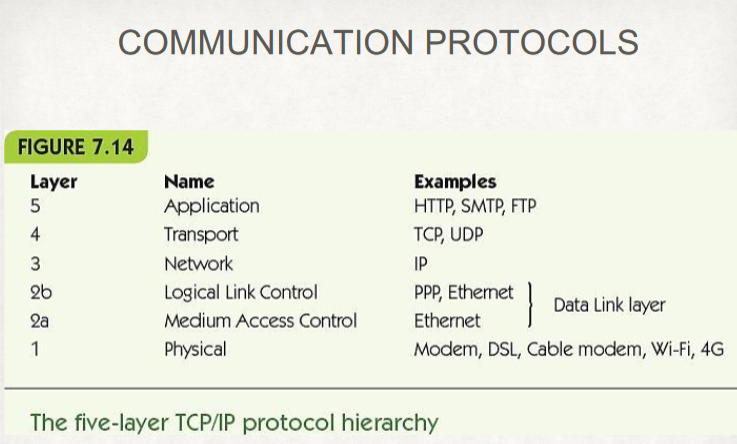 COMMUNICATION PROTOCOLS
FIGURE 7.14
Layer Name Examples
5 Application HTTP, SMTP, FTP
4 Transport TCP, UDP
3 Network IP
2b Logical Link Control PPP, Ethernet
Data Link layer
2a Medium Access Control Ethernet
1 Physical Modem, DSL, Cable modem, Wi-Fi, 4G
The five-layer TCP/IP protocol hierarchy